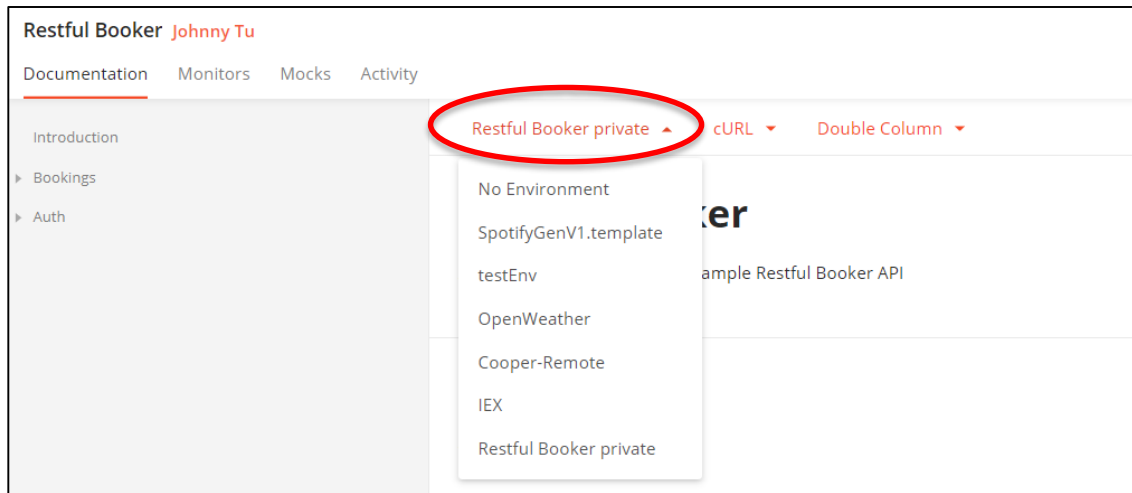 Restful Booker Johnny Tu
Documentation Monitors Mocks Activity
Introduction
Bookings
Auth
Restful Booker private cURL Double Column
No Environment
SpotifyGenV1.template
testEnv
OpenWeather
Cooper-Remote
IEX
Restful Booker private
er
ample Restful Booker API